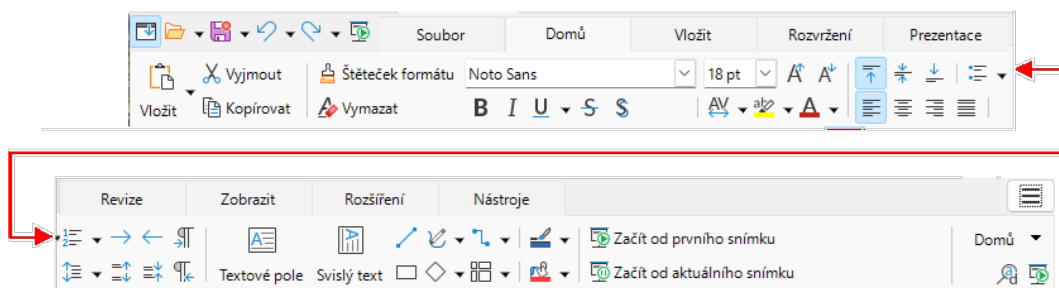 Soubor Domů Vložit Rozvržení Prezentace
Vyjmout Štěteček formátu Noto Sans 18 pt
Vložit Kopírovat Vymazat
Revize Zobrazit Rozšíření Nástroje
Začít od prvního snímku Domů
Textové pole Svislý text Začít od aktuálního snímku